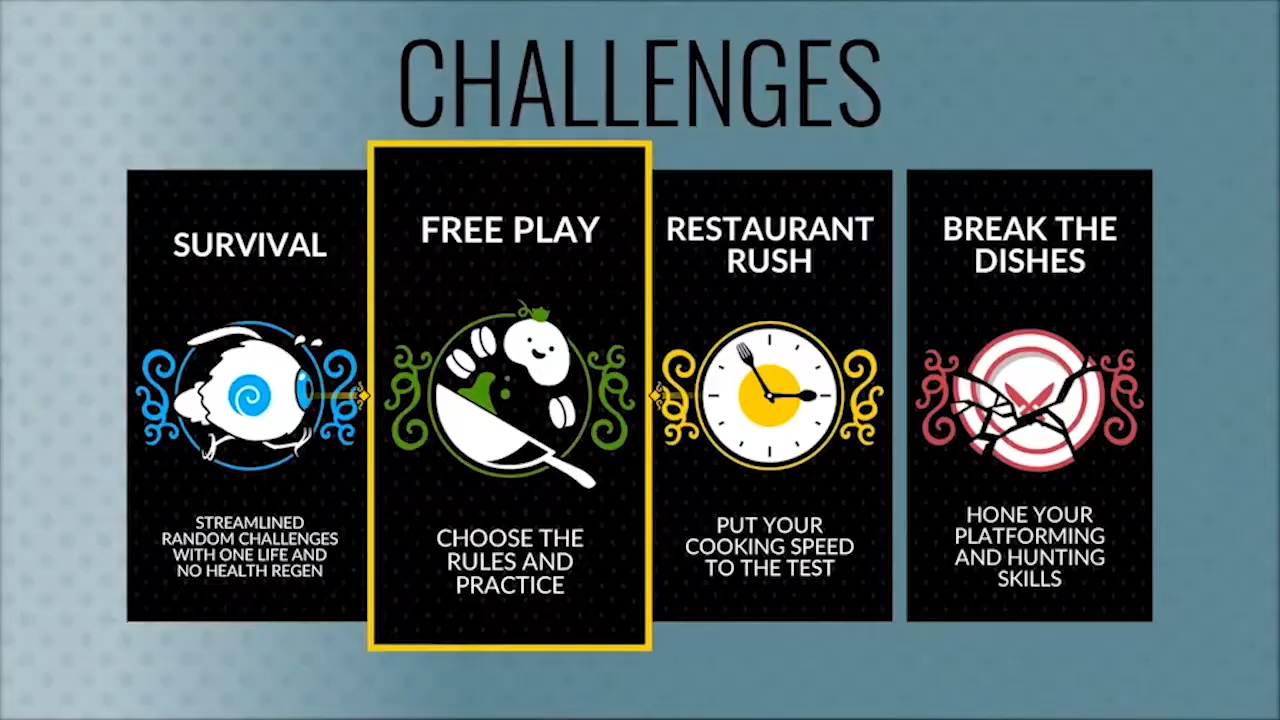 CHALLENGES
SURVIVAL
STREAMLINED
RANDOM CHALLENGES
WITH ONE LIFE AND
NO HEALTH REGEN
FREE PLAY
CHOOSE THE
RULES AND
PRACTICE
RESTAURANT
RUSH
PUT YOUR
COOKING SPEED
TO THE TEST
BREAK THE
DISHES
HONE YOUR
PLATFORMING
AND HUNTING
SKILLS